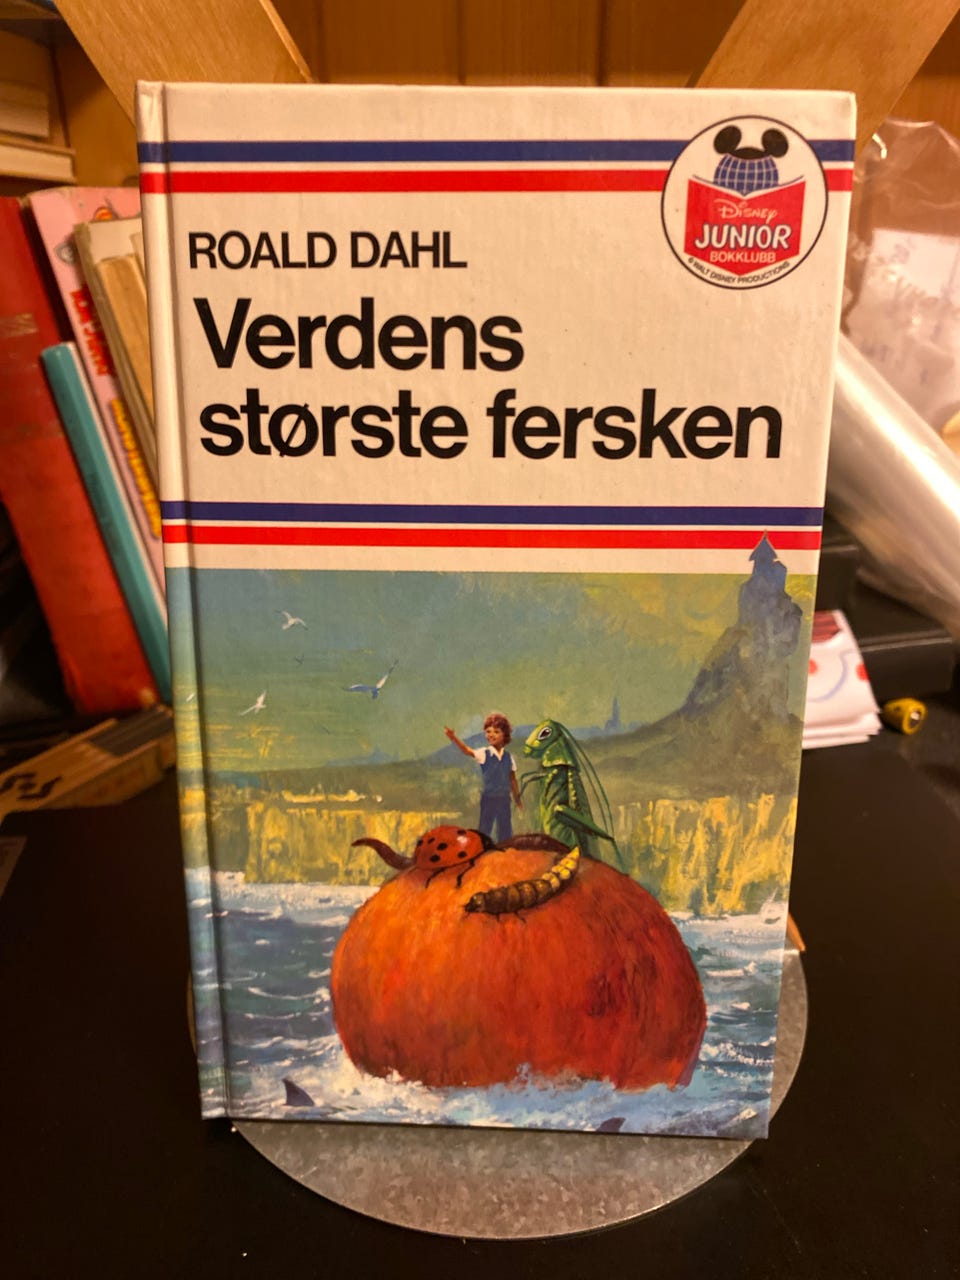 ROALD DAHL
Verdens
største fersken
Disney
JUNIOR
BOKKLUBB
© WALT DISNEY PRODUCTIONS